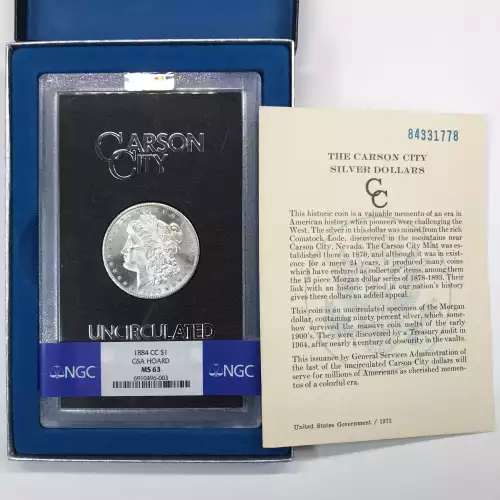 CARSON
CITY
UNCIRCULATED
NGC
1884 CC $1
GSA HOARD
MS 63
6910496-003
NGC
84331778
THE CARSON CITY
SILVER DOLLARS
CC
This historic coin is a valuable memento of an era in
American history when pioneers were challenging the
West. The silver in this dollar was mined from the rich
Comstock Lode, discovered in the mountains near
Carson City, Nevada. The Carson City Mint was es-
tablished there in 1870, and although it was in exist-
ence for a mere 24 years, it produced many coins
which have endured as collectors' items, among them
the 13 piece Morgan dollar series of 1878-1893. Their
link with an historic period in our nation's history
gives these dollars an added appeal.
This coin is an uncirculated specimen of the Morgan
dollar, containing ninety percent silver, which some-
how survived the massive coin melts of the early
1900's. They were discovered by a Treasury audit in
1964, after nearly a century of obscurity in the vaults.
This issuance by General Services Administration of
the last of the uncirculated Carson City dollars will
serve for millions of Americans as cherished memen-
tos of a colorful era.
United States Government / 1972